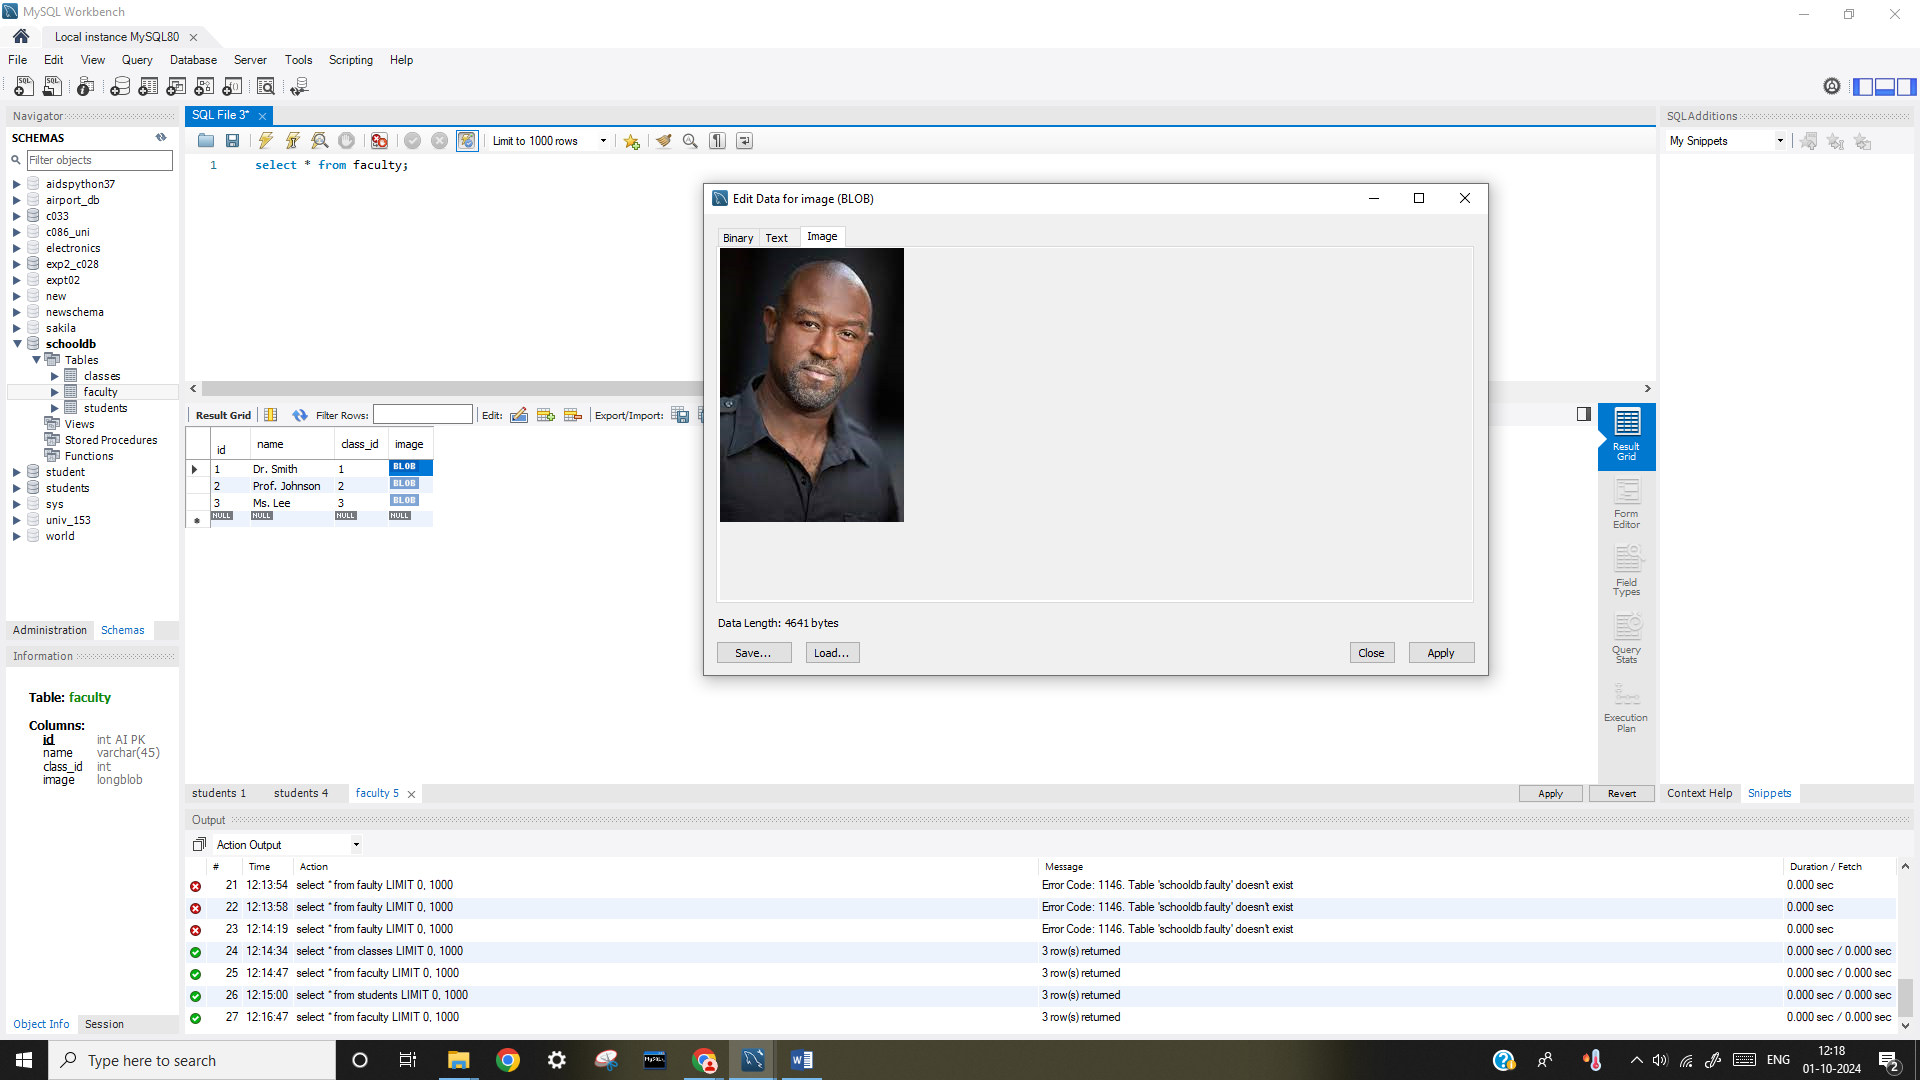 MySQL Workbench
Local instance MySQL80
File Edit View Query Database Server Tools Scripting Help
Navigator
SCHEMAS
Filter objects
aidspython37
airport_db
c033
c086_uni
electronics
exp2_c028
expt02
new
newschema
sakila
schooldb
Tables
classes
faculty
students
Views
Stored Procedures
Functions
student
students
sys
univ_153
world
Administration Schemas
Information
Table: faculty
Columns:
id int AI PK
name varchar(45)
class_id int
image longblob
Object Info Session
SQL File 3*
Limit to 1000 rows
1 select * from faculty;
Edit Data for image (BLOB)
Binary Text Image
Data Length: 4641 bytes
Save... Load... Close Apply
Result Grid Filter Rows: Edit: Export/Import:
id name class_id image
1 Dr. Smith 1 BLOB
2 Prof. Johnson 2 BLOB
3 Ms. Lee 3 BLOB
NULL NULL NULL NULL
Result Grid
Form Editor
Field Types
Query Stats
Execution Plan
students 1 students 4 faculty 5
Apply Revert
SQLAdditions
My Snippets
Context Help Snippets
Output
Action Output
# Time Action Message Duration / Fetch
21 12:13:54 select * from faulty LIMIT 0, 1000 Error Code: 1146. Table 'schooldb.faulty' doesn't exist 0.000 sec
22 12:13:58 select * from faulty LIMIT 0, 1000 Error Code: 1146. Table 'schooldb.faulty' doesn't exist 0.000 sec
23 12:14:19 select * from faulty LIMIT 0, 1000 Error Code: 1146. Table 'schooldb.faulty' doesn't exist 0.000 sec
24 12:14:34 select * from classes LIMIT 0, 1000 3 row(s) returned 0.000 sec / 0.000 sec
25 12:14:47 select * from faculty LIMIT 0, 1000 3 row(s) returned 0.000 sec / 0.000 sec
26 12:15:00 select * from students LIMIT 0, 1000 3 row(s) returned 0.000 sec / 0.000 sec
27 12:16:47 select * from faculty LIMIT 0, 1000 3 row(s) returned 0.000 sec / 0.000 sec
Type here to search
ENG
12:18
01-10-2024
2